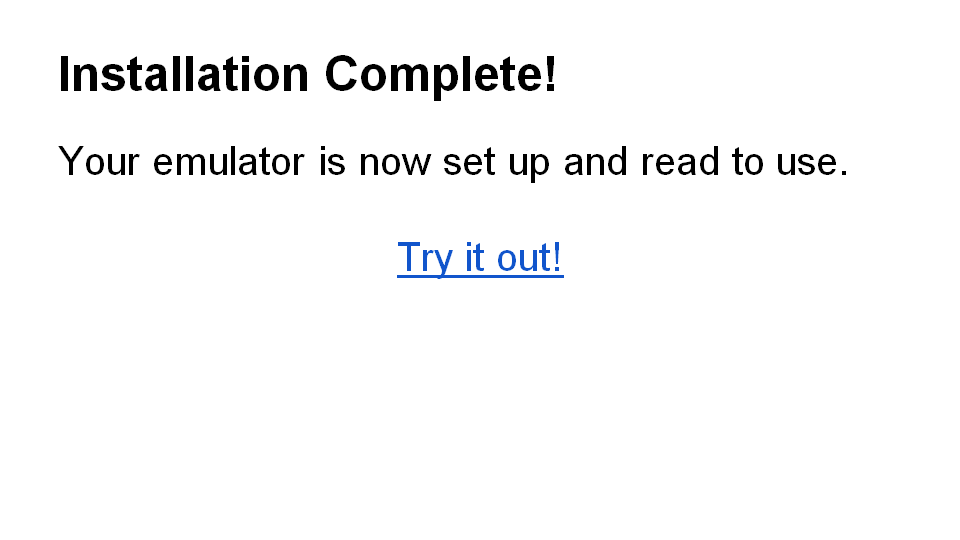 Installation Complete!
Your emulator is now set up and read to use.
Try it out!